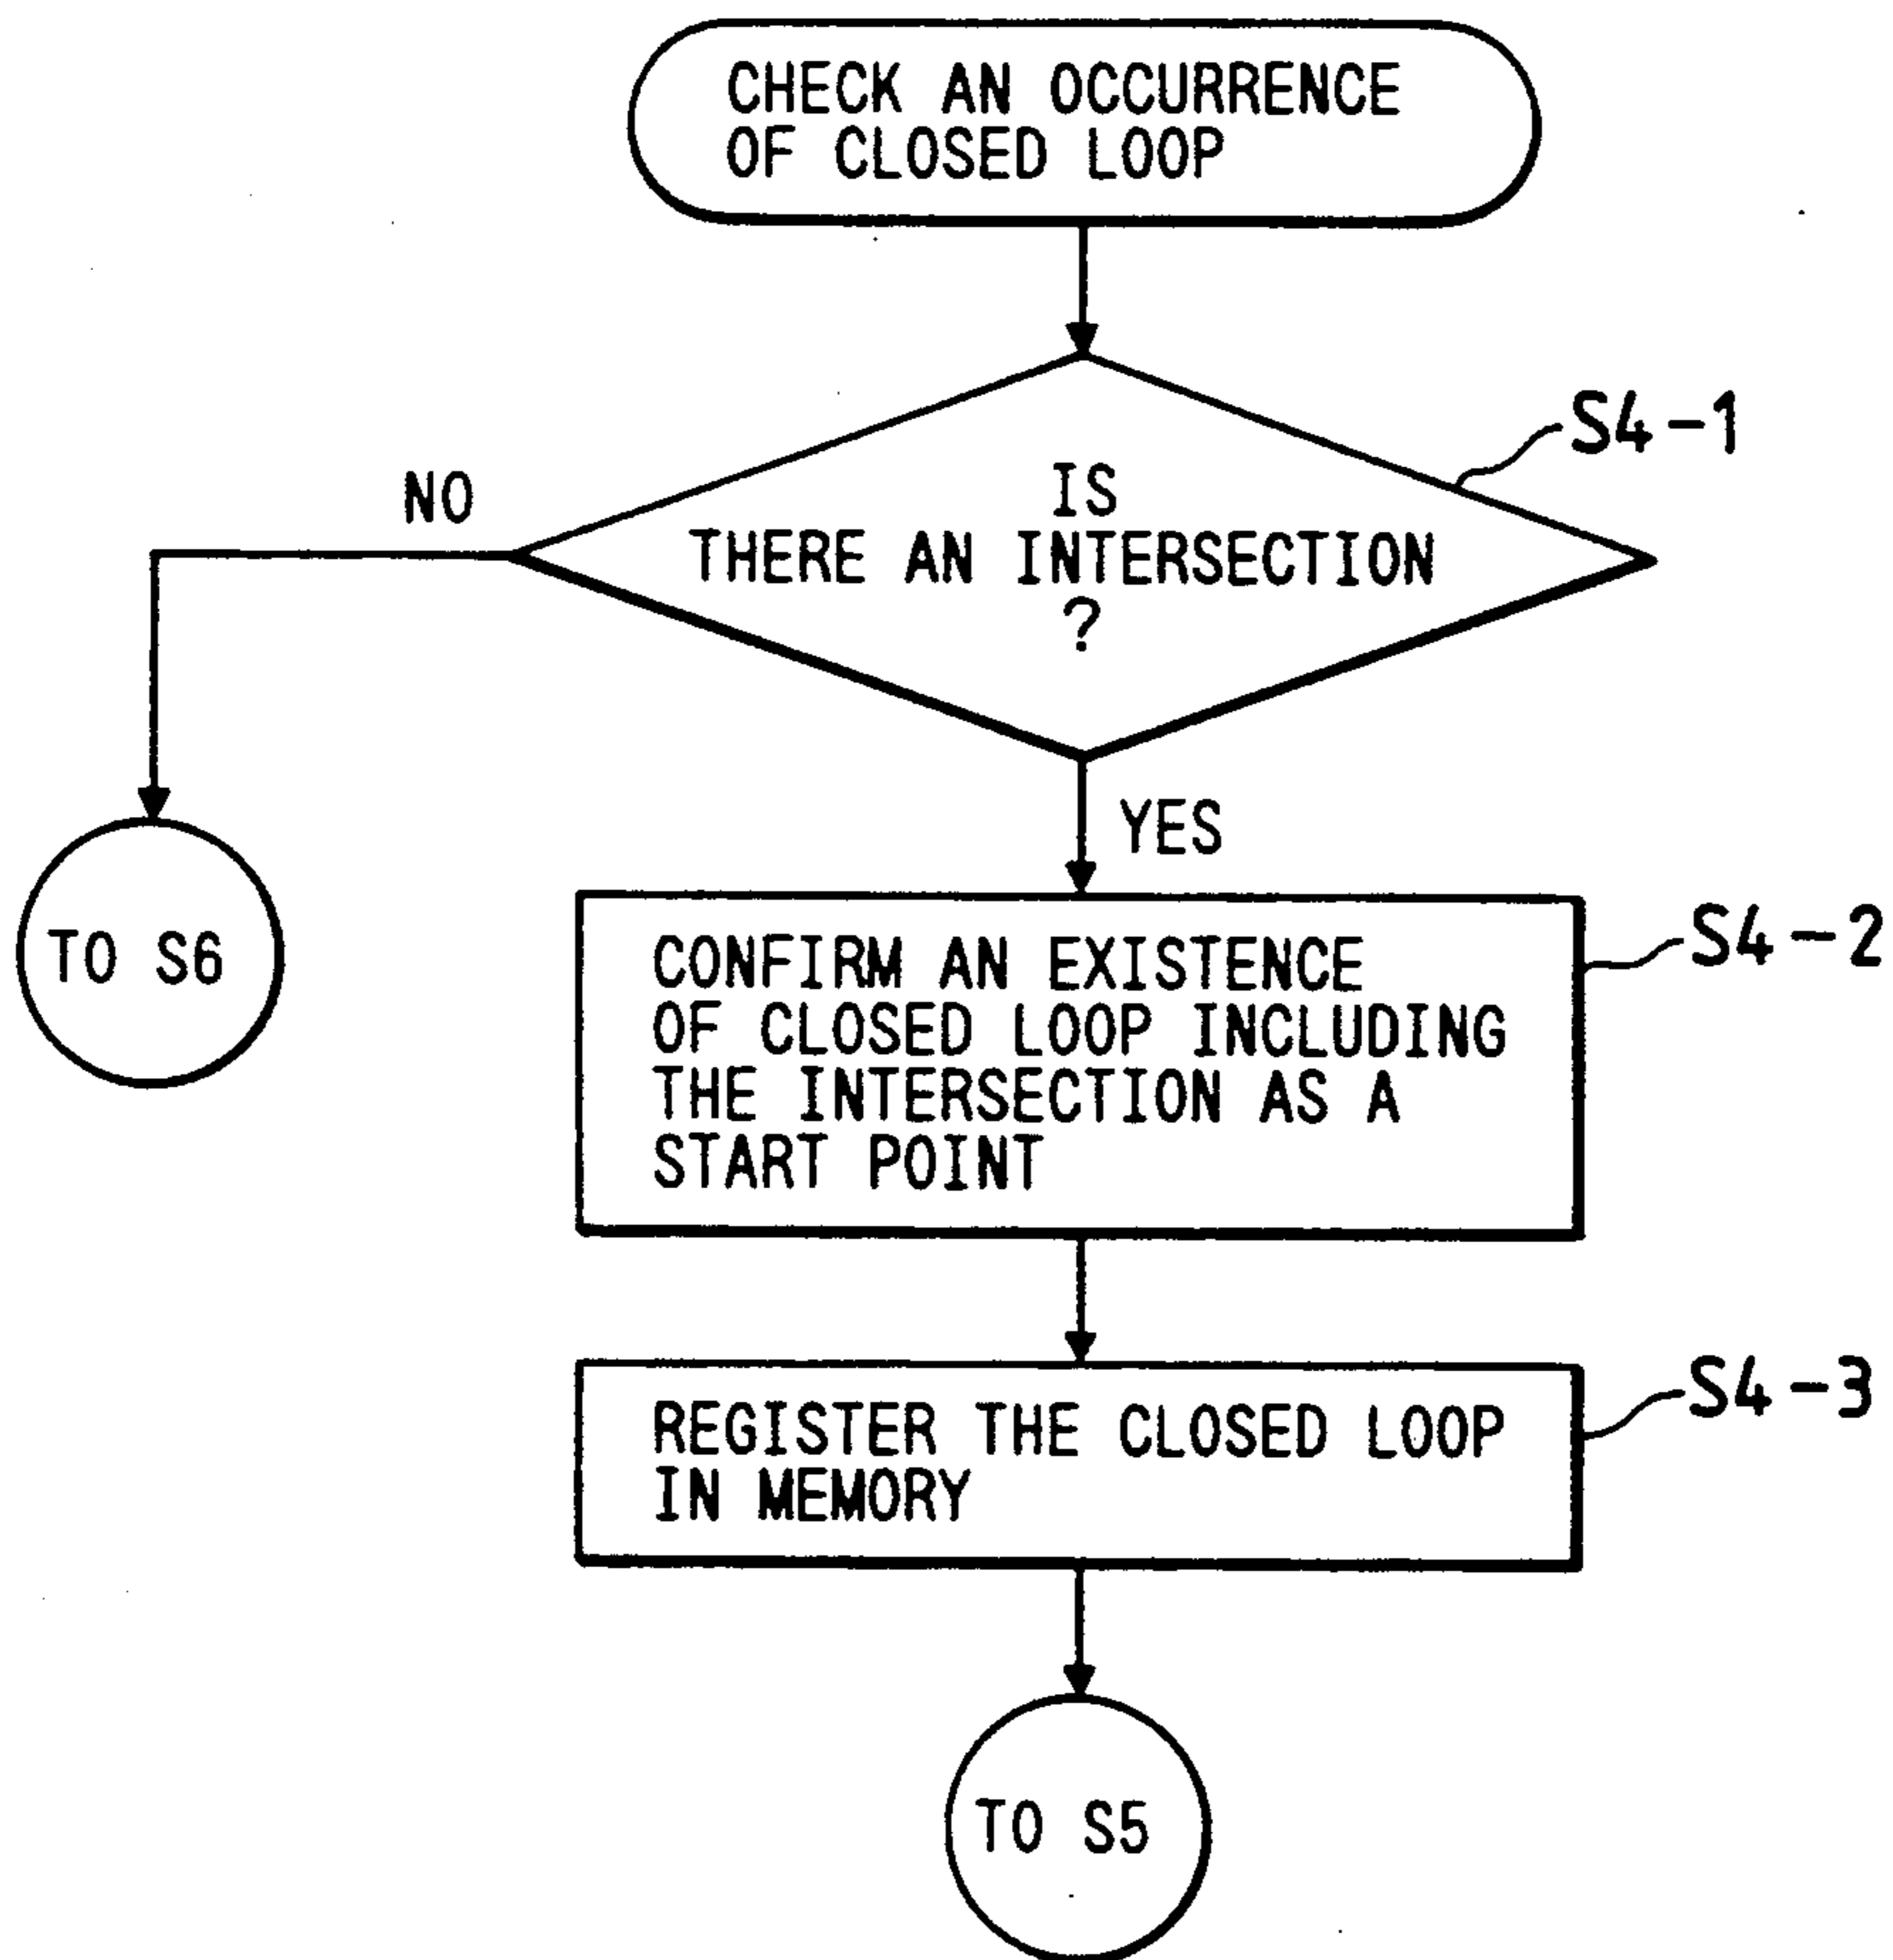 CHECK AN OCCURRENCE
OF CLOSED LOOP
S4-1
NO
IS
THERE AN INTERSECTION
?
YES
TO S6
CONFIRM AN EXISTENCE
OF CLOSED LOOP INCLUDING
THE INTERSECTION AS A
START POINT
S4-2
REGISTER THE CLOSED LOOP
IN MEMORY
S4-3
TO S5